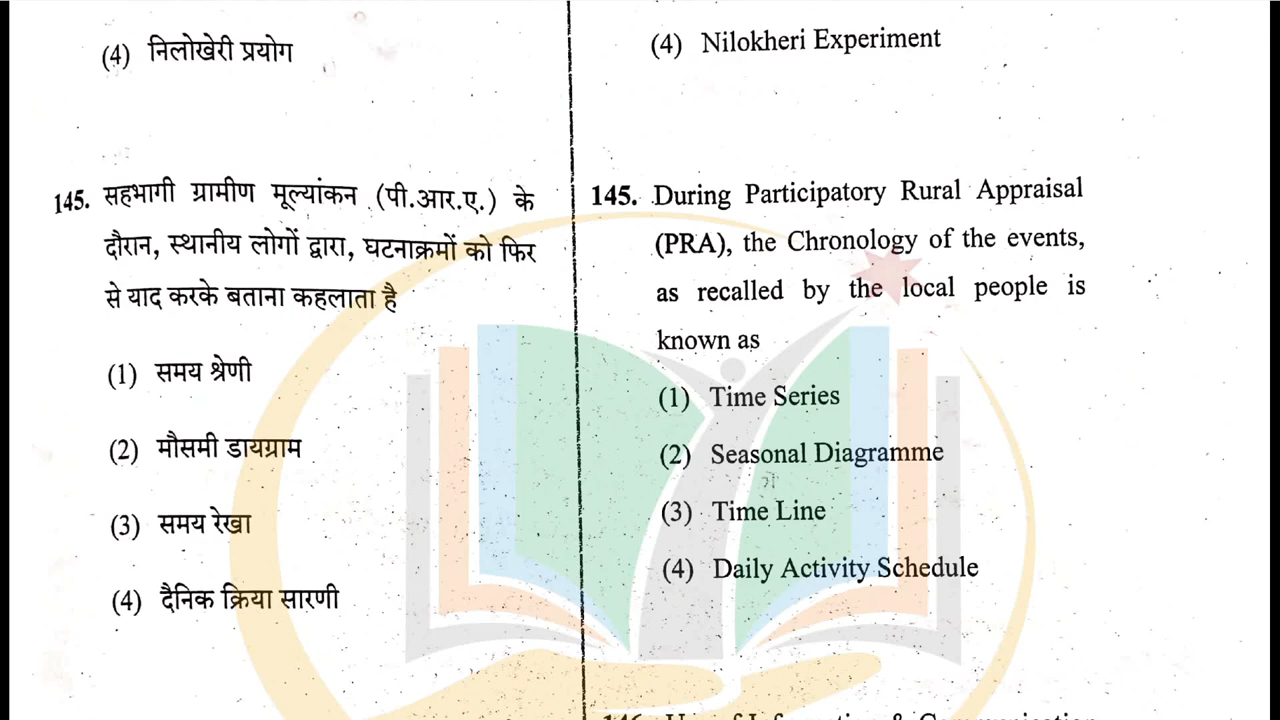 (4) निलोखेरी प्रयोग
145. सहभागी ग्रामीण मूल्यांकन (पी.आर.ए.) के
दौरान, स्थानीय लोगों द्वारा, घटनाक्रमों को फिर
से याद करके बताना कहलाता है
(1) समय श्रेणी
(2) मौसमी डायग्राम
(3) समय रेखा
(4) दैनिक क्रिया सारणी
(4) Nilokheri Experiment
145. During Participatory Rural Appraisal
(PRA), the Chronology of the events,
as recalled by the local people is
known as
(1) Time Series
(2) Seasonal Diagramme
(3) Time Line
(4) Daily Activity Schedule